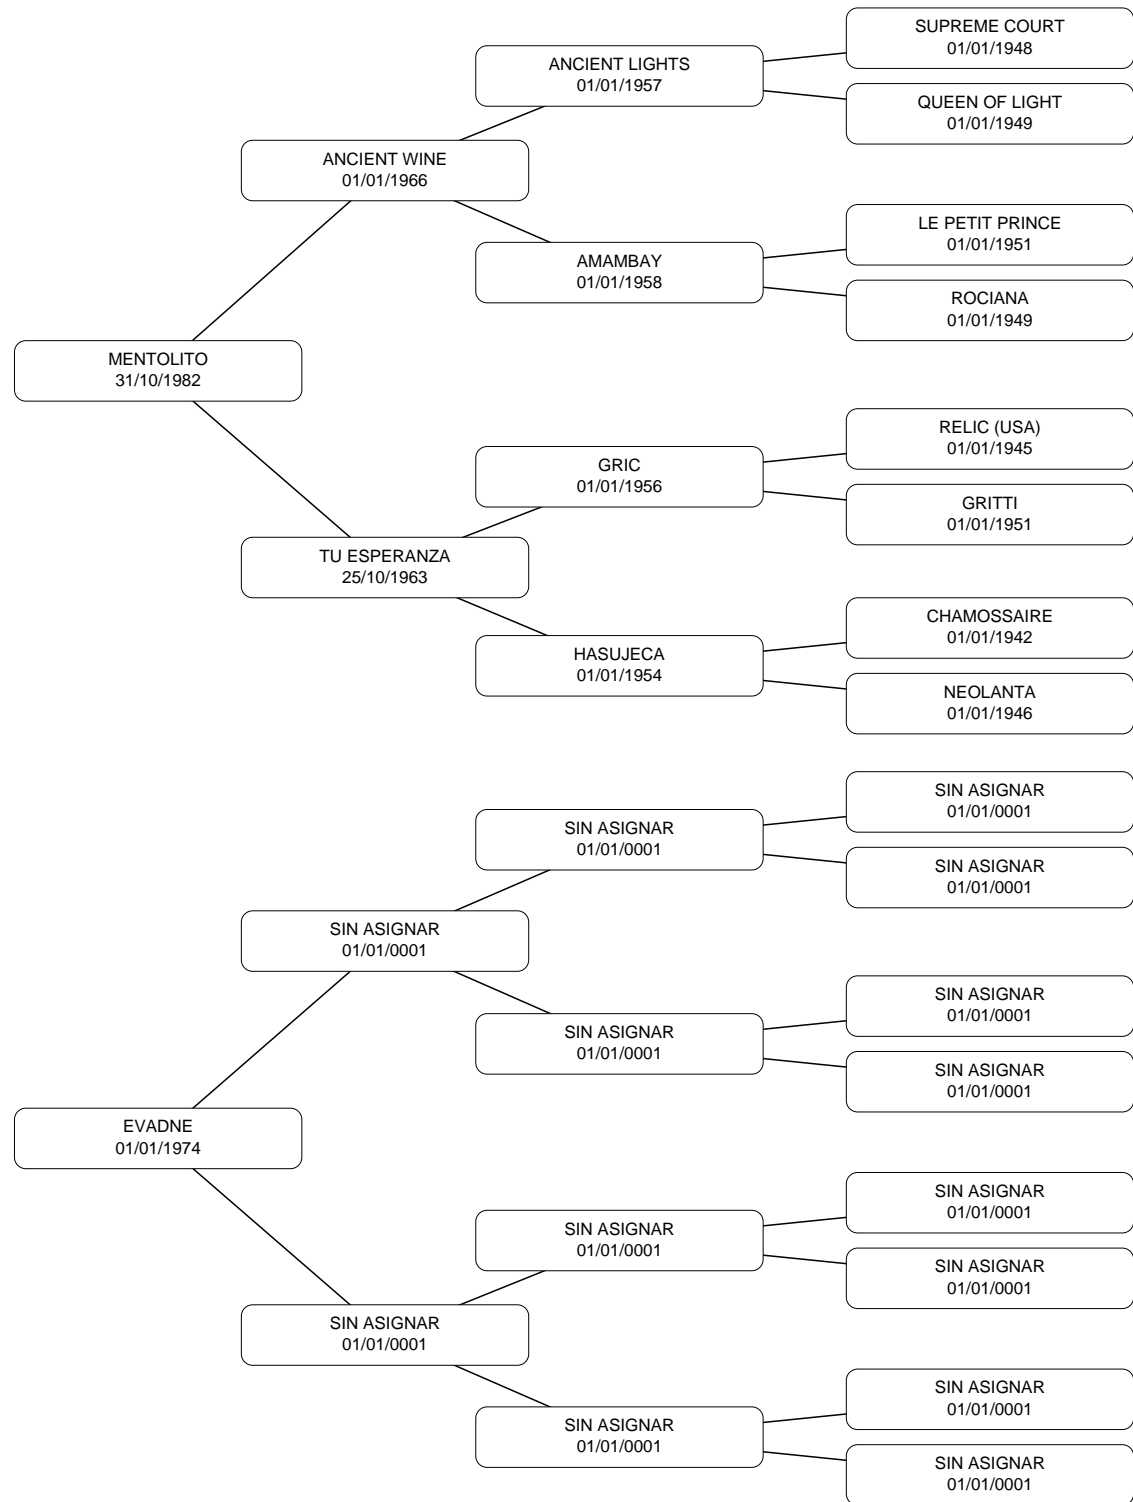 SUPREME COURT
01/01/1948
ANCIENT LIGHTS
01/01/1957
QUEEN OF LIGHT
01/01/1949
ANCIENT WINE
01/01/1966
LE PETIT PRINCE
01/01/1951
AMAMBAY
01/01/1958
ROCIANA
01/01/1949
MENTOLITO
31/10/1982
RELIC (USA)
01/01/1945
GRIC
01/01/1956
GRITTI
01/01/1951
TU ESPERANZA
25/10/1963
CHAMOSSAIRE
01/01/1942
HASUJECA
01/01/1954
NEOLANTA
01/01/1946
SIN ASIGNAR
01/01/0001
SIN ASIGNAR
01/01/0001
SIN ASIGNAR
01/01/0001
SIN ASIGNAR
01/01/0001
SIN ASIGNAR
01/01/0001
SIN ASIGNAR
01/01/0001
SIN ASIGNAR
01/01/0001
EVADNE
01/01/1974
SIN ASIGNAR
01/01/0001
SIN ASIGNAR
01/01/0001
SIN ASIGNAR
01/01/0001
SIN ASIGNAR
01/01/0001
SIN ASIGNAR
01/01/0001
SIN ASIGNAR
01/01/0001
SIN ASIGNAR
01/01/0001